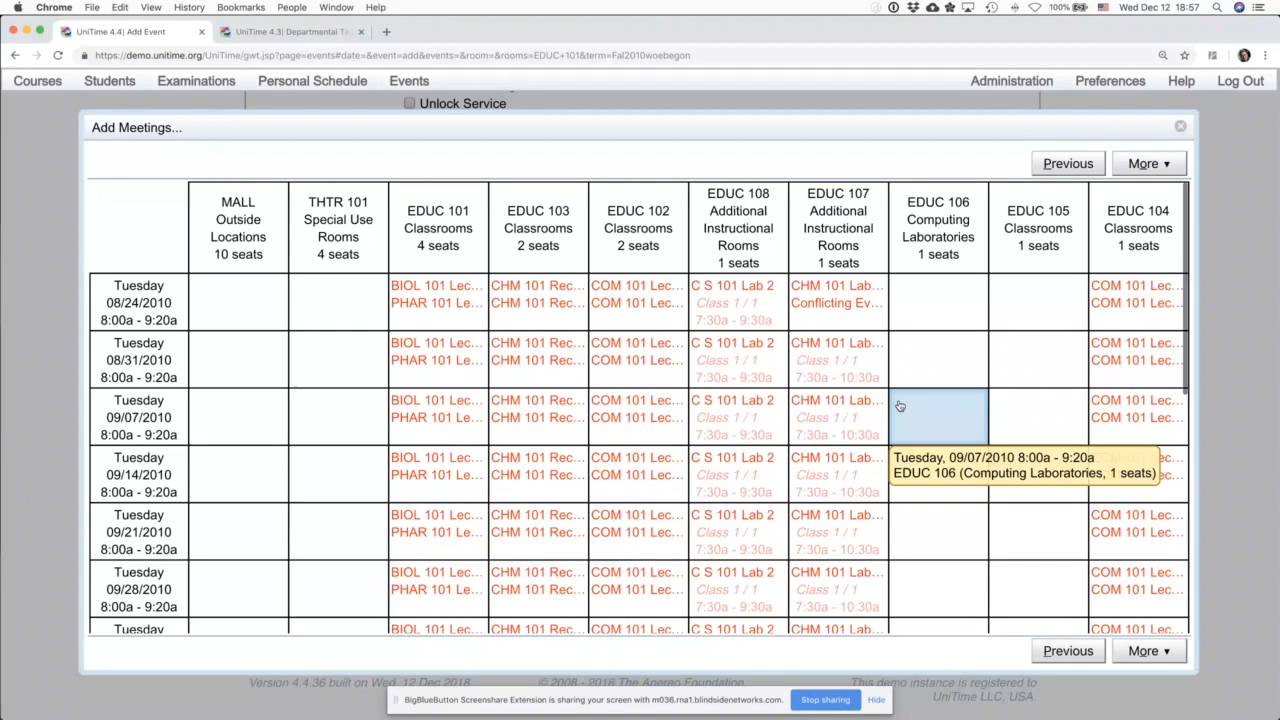 Chrome File Edit View History Bookmarks People Window Help 100% Wed Dec 12 18:57
UniTime 4.4| Add Event
UniTime 4.3| Departmental Ti
https://demo.unitime.org/UniTime/gwt.jsp?page=events#date=&event=add&events=&room=&rooms=EDUC+101&term=Fal2010woebegon
Courses Students Examinations Personal Schedule Events Administration Preferences Help Log Out
Unlock Service
Add Meetings...
Previous More ▼
MALL
Outside
Locations
10 seats
THTR 101
Special Use
Rooms
4 seats
EDUC 101
Classrooms
4 seats
EDUC 103
Classrooms
2 seats
EDUC 102
Classrooms
2 seats
EDUC 108
Additional
Instructional
Rooms
1 seats
EDUC 107
Additional
Instructional
Rooms
1 seats
EDUC 106
Computing
Laboratories
1 seats
EDUC 105
Classrooms
1 seats
EDUC 104
Classrooms
1 seats
Tuesday BIOL 101 Lec... CHM 101 Rec... COM 101 Lec... C S 101 Lab 2 CHM 101 Lab... COM 101 Lec...
08/24/2010 PHAR 101 Le... CHM 101 Rec... COM 101 Lec... Class 1 / 1 Conflicting Ev... COM 101 Lec...
8:00a - 9:20a 7:30a - 9:30a
Tuesday BIOL 101 Lec... CHM 101 Rec... COM 101 Lec... C S 101 Lab 2 CHM 101 Lab... COM 101 Lec...
08/31/2010 PHAR 101 Le... CHM 101 Rec... COM 101 Lec... Class 1 / 1 Class 1 / 1 COM 101 Lec...
8:00a - 9:20a 7:30a - 9:30a 7:30a - 10:30a
Tuesday BIOL 101 Lec... CHM 101 Rec... COM 101 Lec... C S 101 Lab 2 CHM 101 Lab... COM 101 Lec...
09/07/2010 PHAR 101 Le... CHM 101 Rec... COM 101 Lec... Class 1 / 1 Class 1 / 1 COM 101 Lec...
8:00a - 9:20a 7:30a - 9:30a 7:30a - 10:30a
Tuesday, 09/07/2010 8:00a - 9:20a
EDUC 106 (Computing Laboratories, 1 seats)
Tuesday BIOL 101 Lec... CHM 101 Rec... COM 101 Lec... C S 101 Lab 2 CHM 101 Lab...
09/14/2010 PHAR 101 Le... CHM 101 Rec... COM 101 Lec... Class 1 / 1 Class 1 / 1
8:00a - 9:20a 7:30a - 9:30a 7:30a - 10:30a
Tuesday BIOL 101 Lec... CHM 101 Rec... COM 101 Lec... C S 101 Lab 2 CHM 101 Lab... COM 101 Lec...
09/21/2010 PHAR 101 Le... CHM 101 Rec... COM 101 Lec... Class 1 / 1 Class 1 / 1 COM 101 Lec...
8:00a - 9:20a 7:30a - 9:30a 7:30a - 10:30a
Tuesday BIOL 101 Lec... CHM 101 Rec... COM 101 Lec... C S 101 Lab 2 CHM 101 Lab... COM 101 Lec...
09/28/2010 PHAR 101 Le... CHM 101 Rec... COM 101 Lec... Class 1 / 1 Class 1 / 1 COM 101 Lec...
8:00a - 9:20a 7:30a - 9:30a 7:30a - 10:30a
Tuesday BIOL 101 Lec... CHM 101 Rec... COM 101 Lec... C S 101 Lab 2 CHM 101 Lab... COM 101 Lec...
Previous More ▼
Version 4.4.36 built on Wed, 12 Dec 2018 © 2008 - 2018 The Apereo Foundation, This demo instance is registered to
UniTime LLC, USA.
BigBlueButton Screenshare Extension is sharing your screen with m036.rna1.blindsidenetworks.com. Stop sharing Hide